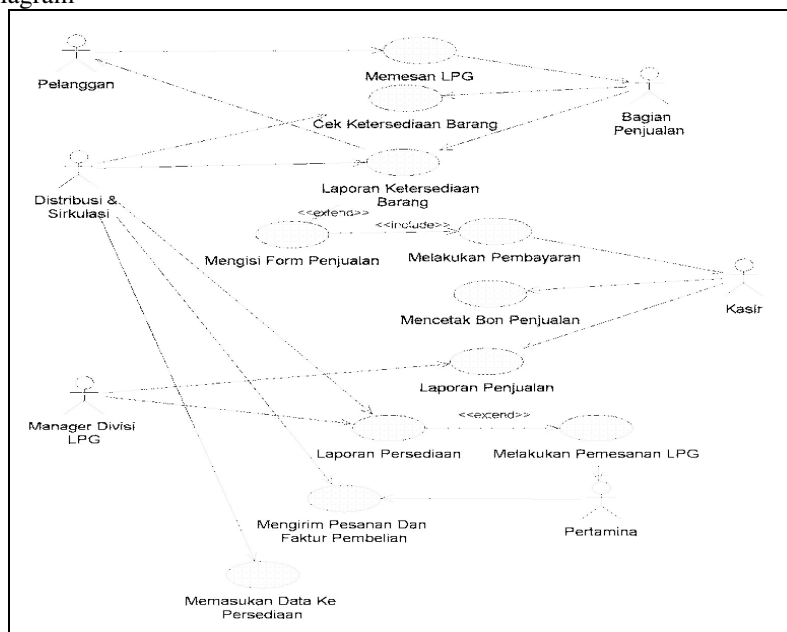 Memesan LPG
Pelanggan
Cek Ketersediaan Barang
Bagian
Penjualan
Distribusi &
Sirkulasi
Laporan Ketersediaan
Barang
<<extend>>
<<include>>
Mengisi Form Penjualan
Melakukan Pembayaran
Kasir
Mencetak Bon Penjualan
Laporan Penjualan
Manager Divisi
LPG
<<extend>>
Laporan Persediaan
Melakukan Pemesanan LPG
Mengirim Pesanan Dan
Faktur Pembelian
Pertamina
Memasukan Data Ke
Persediaan